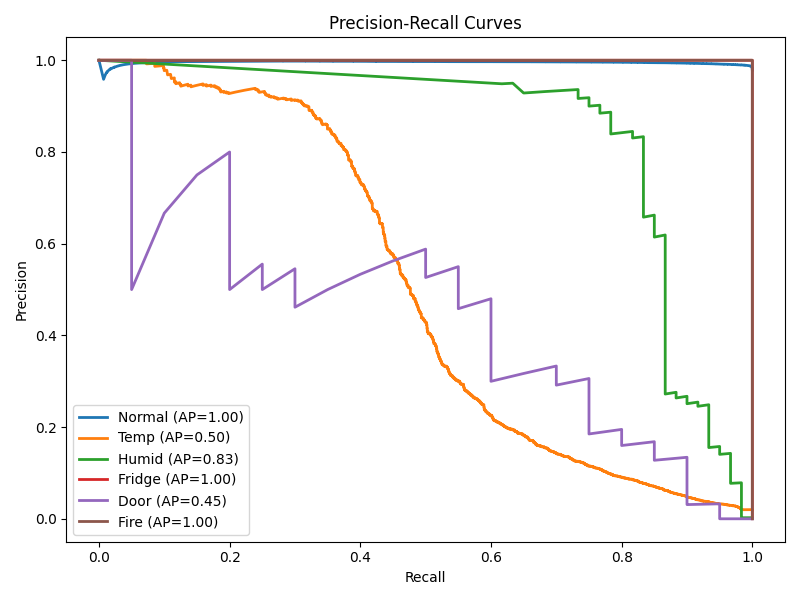 Precision-Recall Curves
Precision
1.0
0.8
0.6
0.4
0.2
0.0
Normal (AP=1.00)
Temp (AP=0.50)
Humid (AP=0.83)
Fridge (AP=1.00)
Door (AP=0.45)
Fire (AP=1.00)
0.0 0.2 0.4 0.6 0.8 1.0
Recall